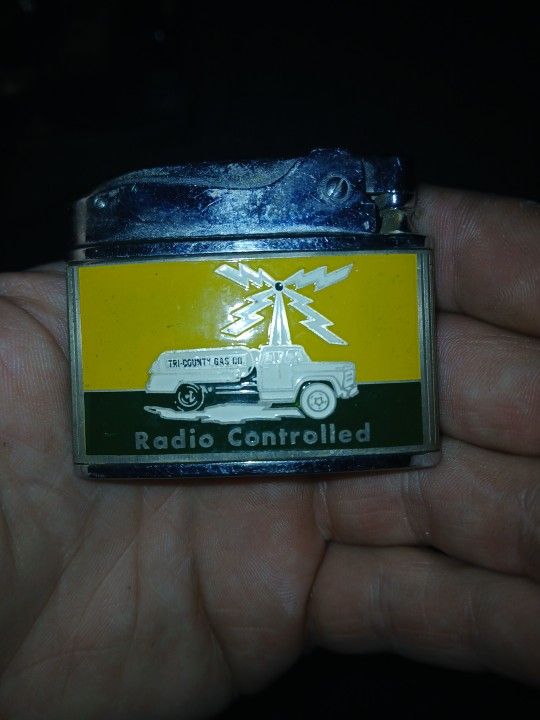 TRI-COUNTY GAS CO.
Radio Controlled